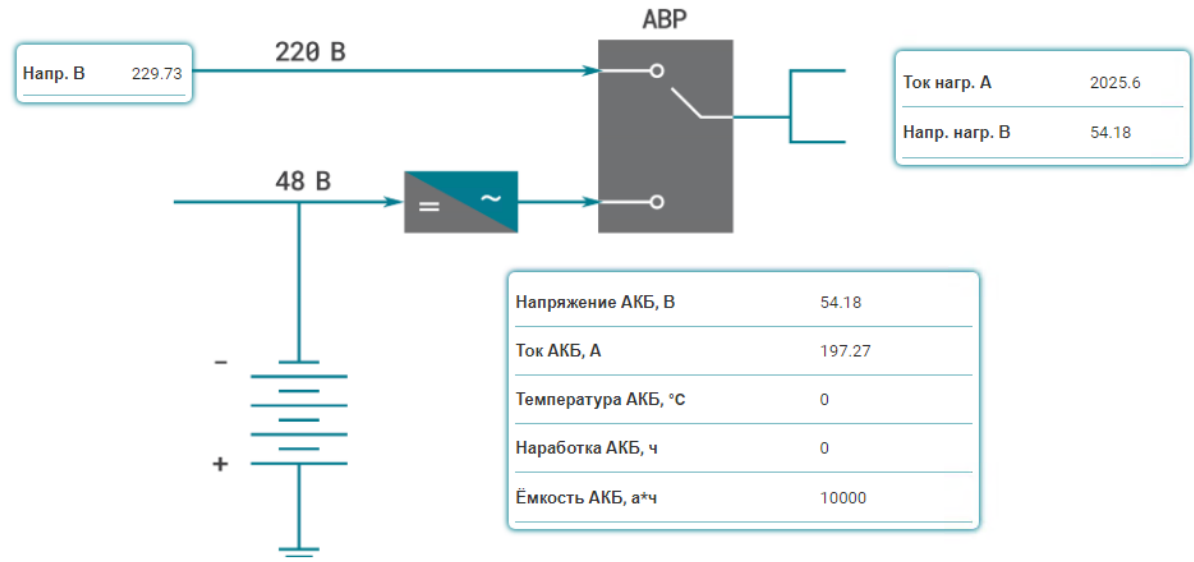 АВР
220 В
Напр. В 229.73
Ток нагр. А 2025.6
Напр. нагр. В 54.18
48 В
= ~
Напряжение АКБ, В 54.18
Ток АКБ, А 197.27
-
Температура АКБ, °С 0
Наработка АКБ, ч 0
+
Ёмкость АКБ, а*ч 10000